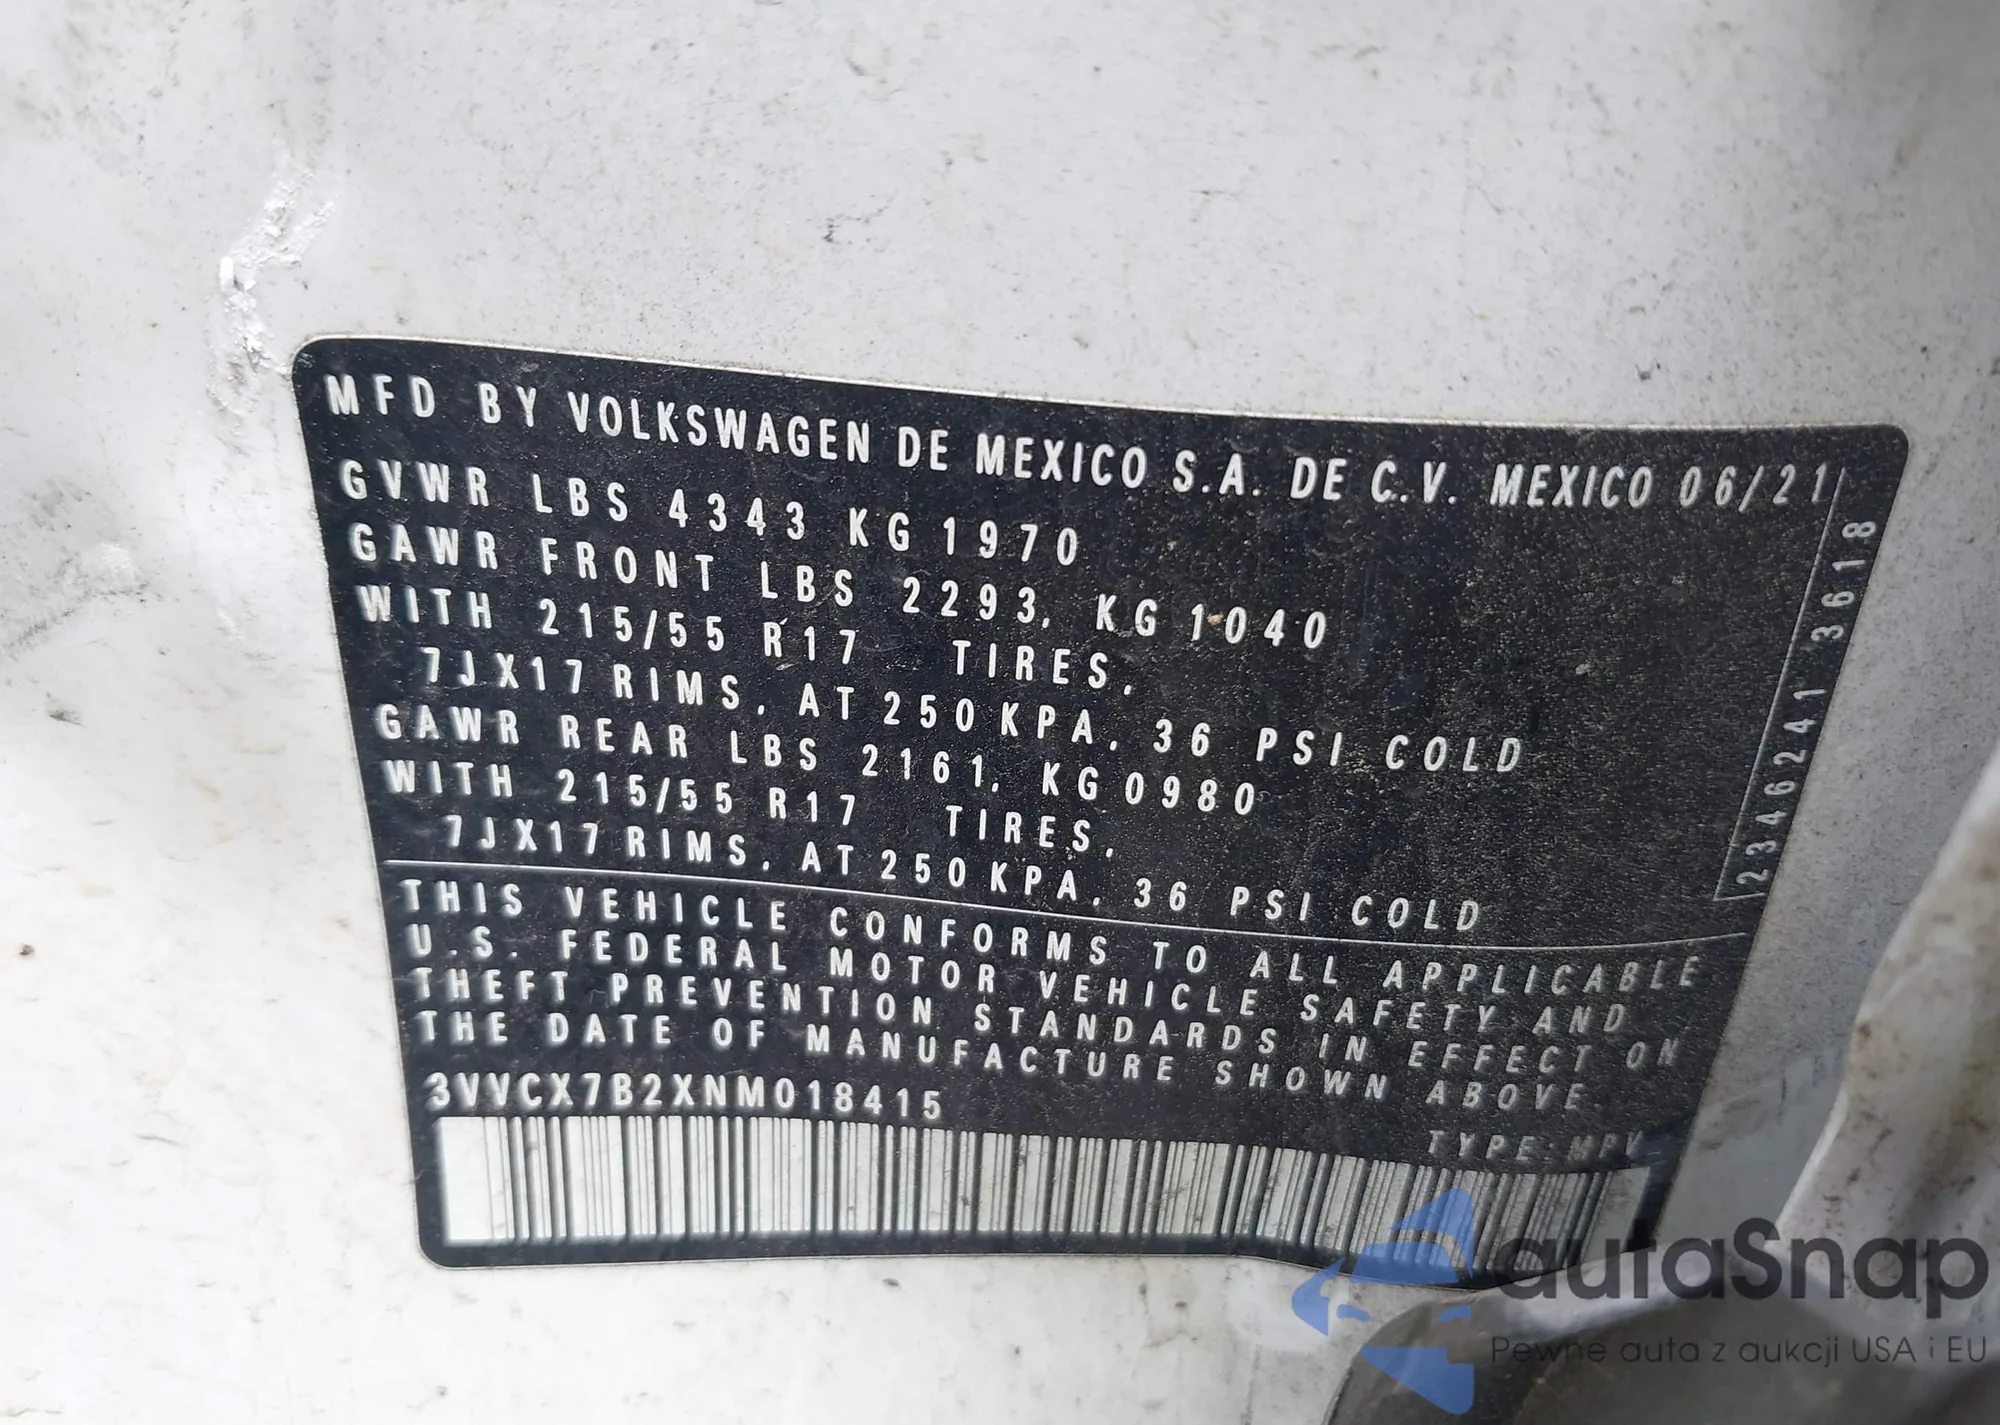 MFD BY VOLKSWAGEN DE MEXICO S.A. DE C.V. MEXICO 06/21
GVWR LBS 4343 KG 1970
GAWR FRONT LBS 2293, KG 1040
WITH 215/55 R17 TIRES,
7JX17 RIMS, AT 250 KPA, 36 PSI COLD
GAWR REAR LBS 2161, KG 0980
WITH 215/55 R17 TIRES,
7JX17 RIMS, AT 250 KPA, 36 PSI COLD
2346241 3618
THIS VEHICLE CONFORMS TO ALL APPLICABLE
U.S. FEDERAL MOTOR VEHICLE SAFETY AND
THEFT PREVENTION STANDARDS IN EFFECT ON
THE DATE OF MANUFACTURE SHOWN ABOVE.
3VVCX7B2XNM018415
TYPE: MPV
autaSnap
Pewne auta z aukcji USA i EU